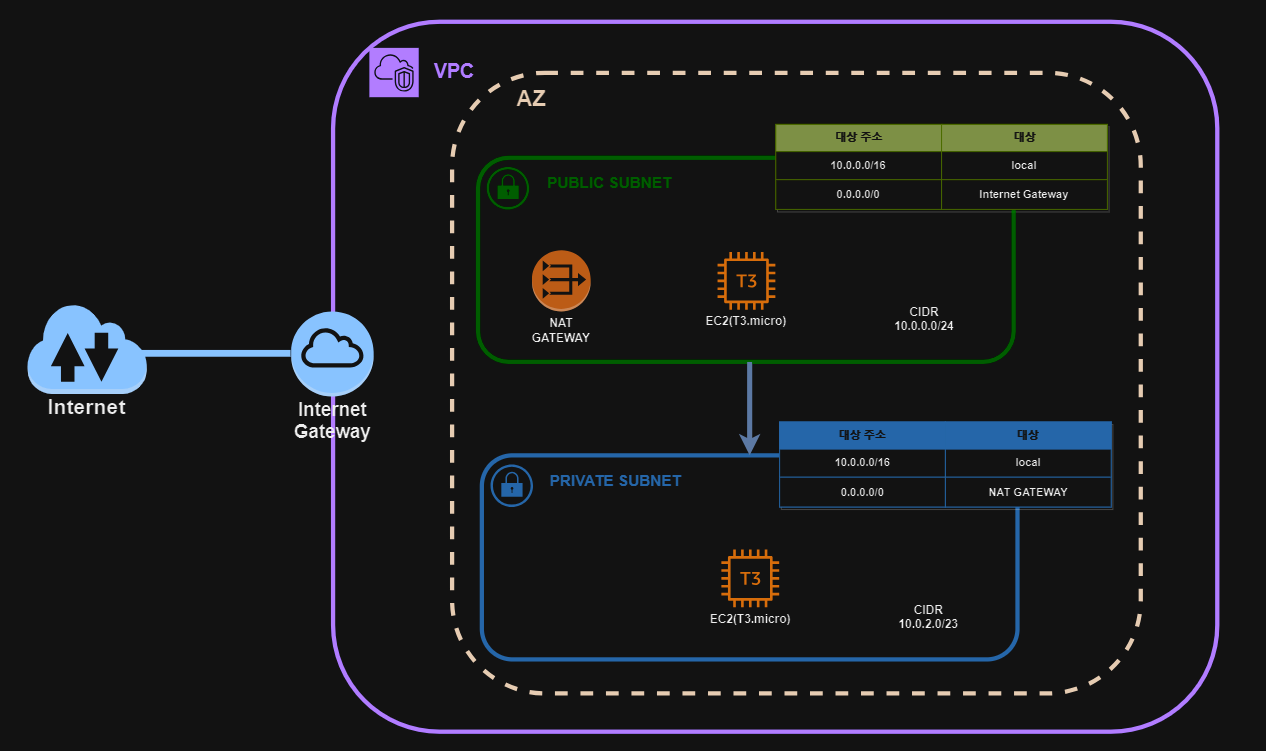 VPC
AZ
대상 주소 대상
10.0.0.0/16 local
0.0.0.0/0 Internet Gateway
PUBLIC SUBNET
T3
EC2(T3.micro)
NAT
GATEWAY
CIDR
10.0.0.0/24
Internet
Internet
Gateway
대상 주소 대상
10.0.0.0/16 local
0.0.0.0/0 NAT GATEWAY
PRIVATE SUBNET
T3
EC2(T3.micro)
CIDR
10.0.2.0/23